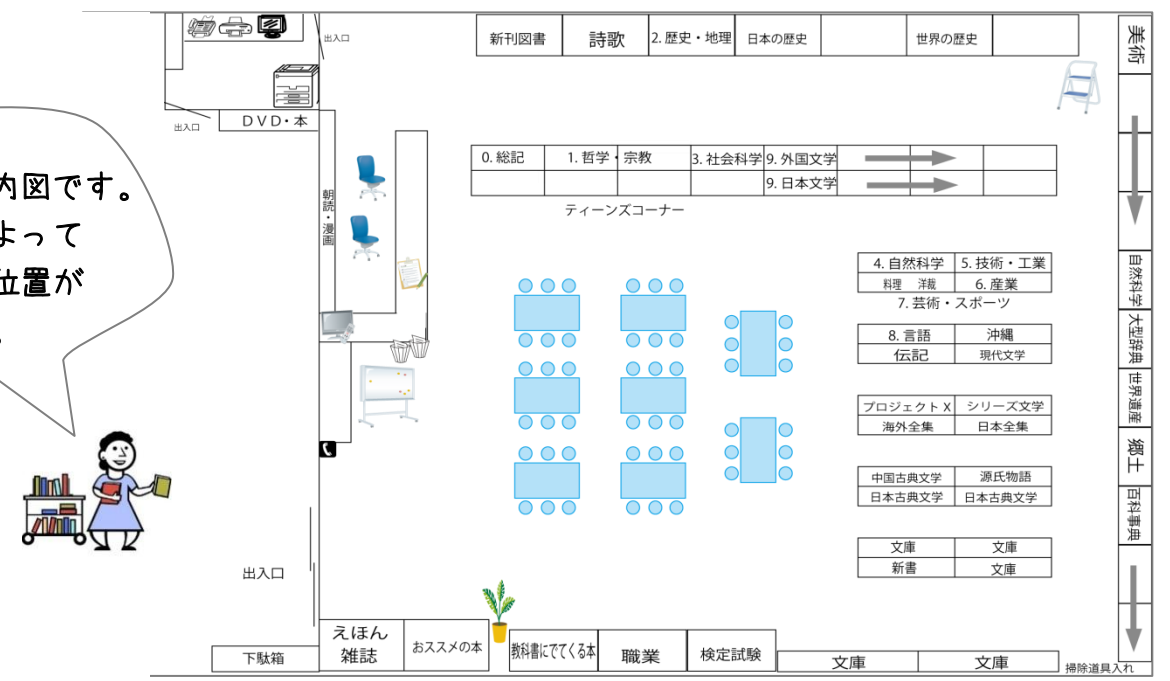 出入口
新刊図書 詩歌 2. 歴史・地理 日本の歴史 世界の歴史
美術
出入口
DVD・本
内図です。
よって
位置が
朝読・漫画
0. 総記 1. 哲学・宗教 3. 社会科学 9. 外国文学
9. 日本文学
ティーンズコーナー
4. 自然科学 5. 技術・工業
料理 洋裁 6. 産業
7. 芸術・スポーツ
8. 言語 沖縄
伝記 現代文学
プロジェクトX シリーズ文学
海外全集 日本全集
中国古典文学 源氏物語
日本古典文学 日本古典文学
文庫 文庫
新書 文庫
自然科学
大型辞典
世界遺産
郷土
百科事典
出入口
下駄箱
えほん
雑誌
おススメの本
教科書にでてくる本
職業
検定試験
文庫 文庫
掃除道具入れ